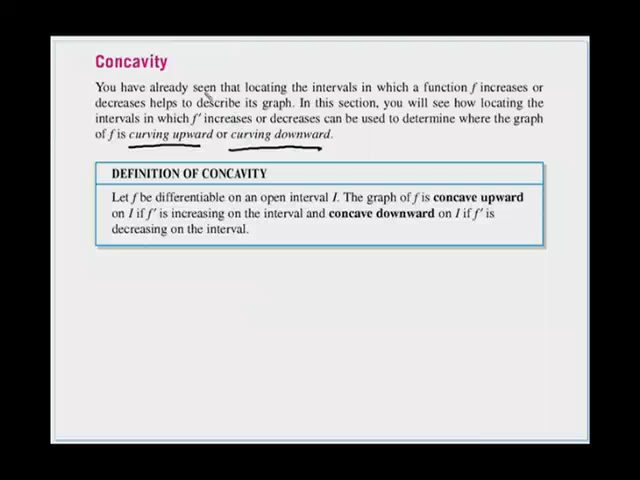 Concavity
You have already seen that locating the intervals in which a function f increases or
decreases helps to describe its graph. In this section, you will see how locating the
intervals in which f′ increases or decreases can be used to determine where the graph
of f is curving upward or curving downward.
DEFINITION OF CONCAVITY
Let f be differentiable on an open interval I. The graph of f is concave upward
on I if f′ is increasing on the interval and concave downward on I if f′ is
decreasing on the interval.